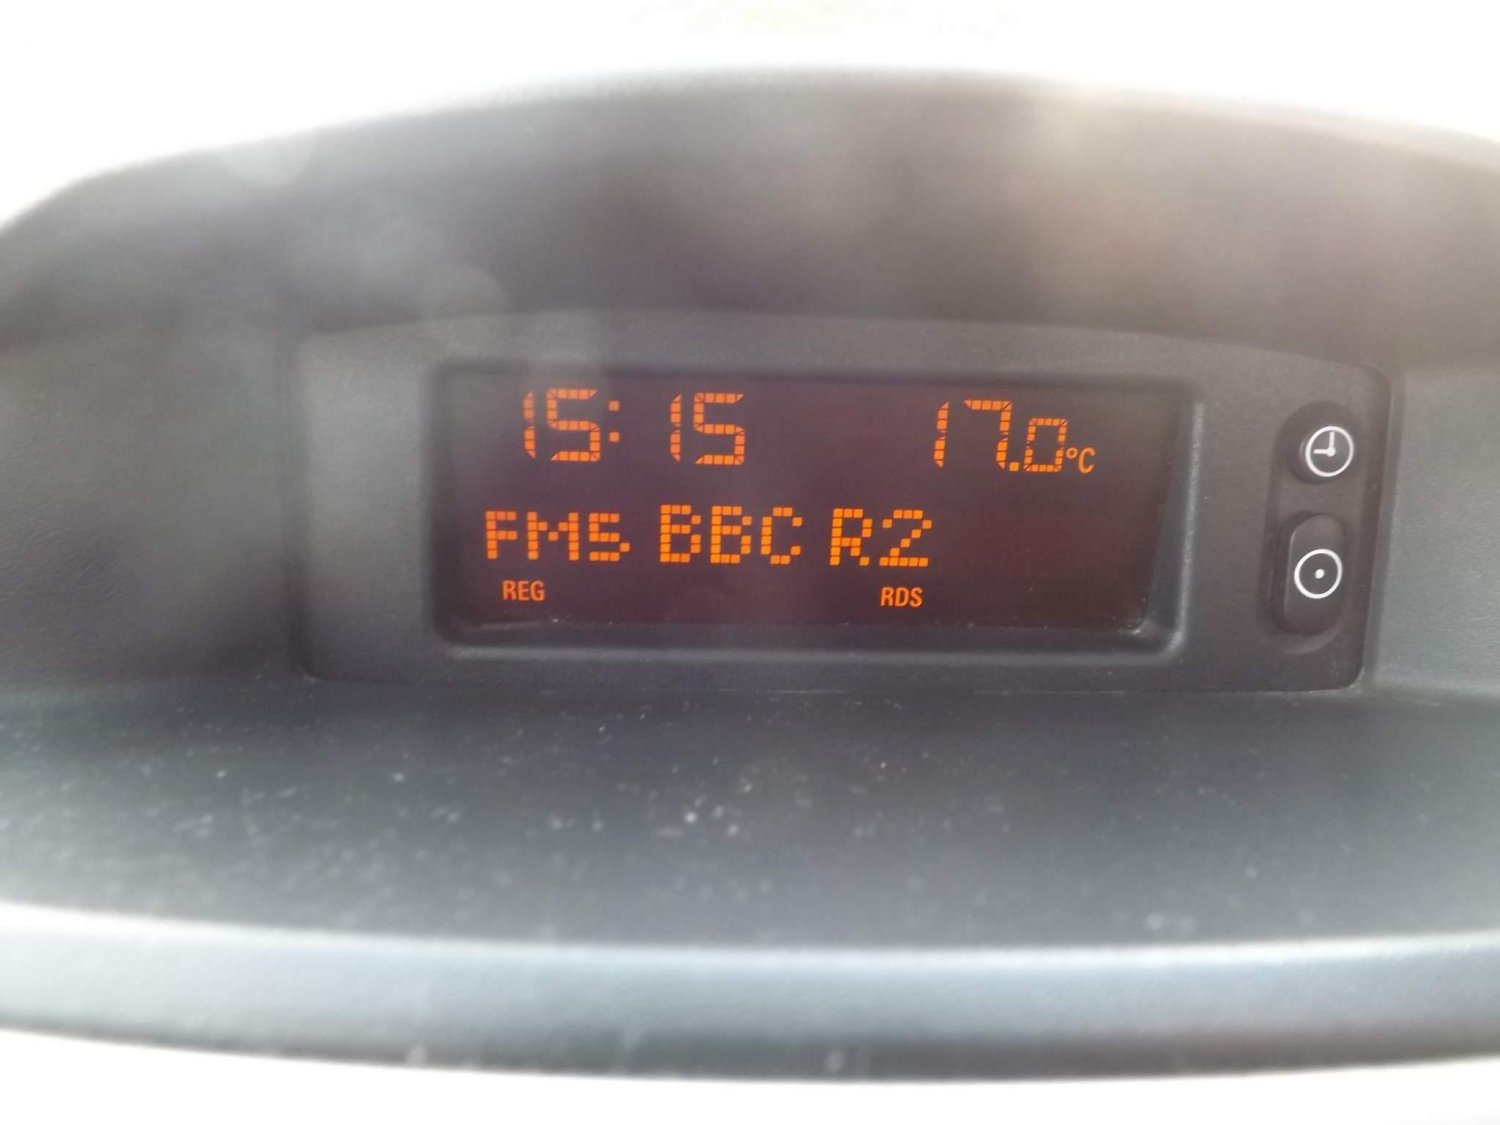 15:15 17.0°C
FM5 BBC R2
REG RDS